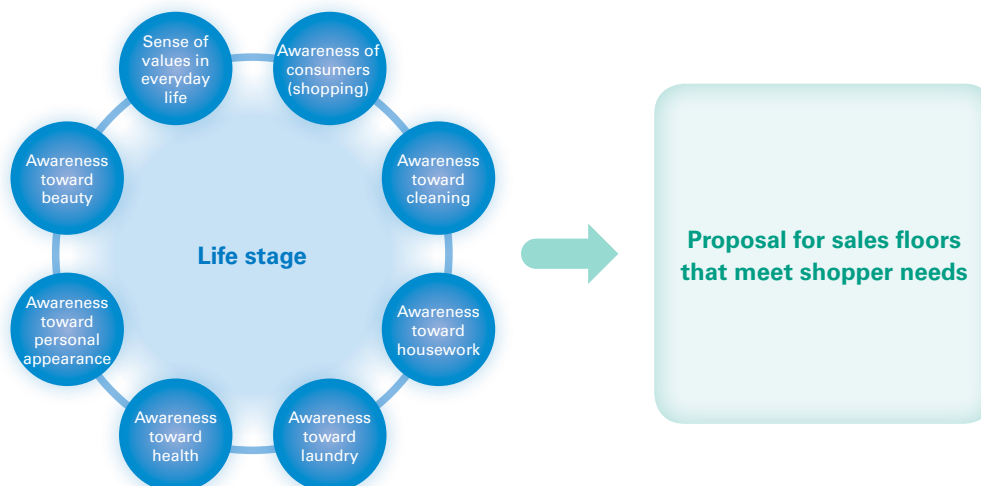 Sense of
values in
everyday
life
Awareness of
consumers
(shopping)
Awareness
toward
beauty
Awareness
toward
cleaning
Life stage
Proposal for sales floors
that meet shopper needs
Awareness
toward
personal
appearance
Awareness
toward
housework
Awareness
toward
health
Awareness
toward
laundry